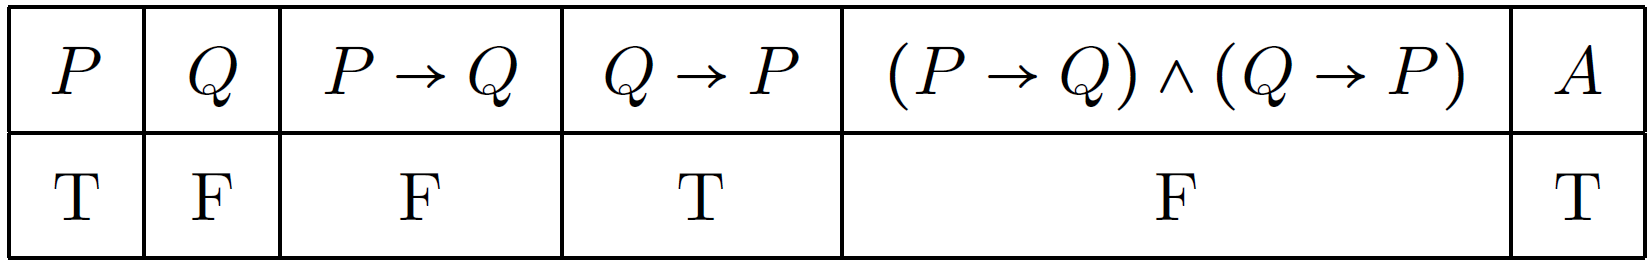 P Q P → Q Q → P (P → Q) ∧ (Q → P) A
T F F T F T